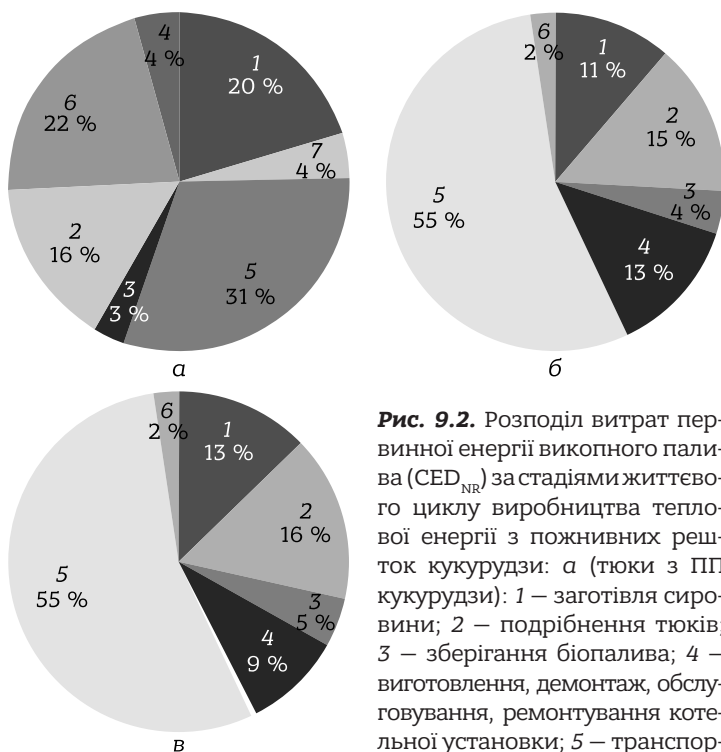 4
4 %
1
20 %
7
4 %
5
31 %
3
3 %
2
16 %
6
22 %
а
6
2 %
1
11 %
2
15 %
3
4 %
4
13 %
5
55 %
б
6
2 %
1
13 %
2
16 %
3
5 %
4
9 %
5
55 %
в
Рис. 9.2. Розподіл витрат пер-
винної енергії викопного пали-
ва (CED_NR) за стадіями життєво-
го циклу виробництва тепло-
вої енергії з пожнивних реш-
ток кукурудзи: а (тюки з ПП
кукурудзи): 1 — заготівля сиро-
вини; 2 — подрібнення тюків;
3 — зберігання біопалива; 4 —
виготовлення, демонтаж, обслу-
говування, ремонтування коте-
льної установки; 5 — транспор-